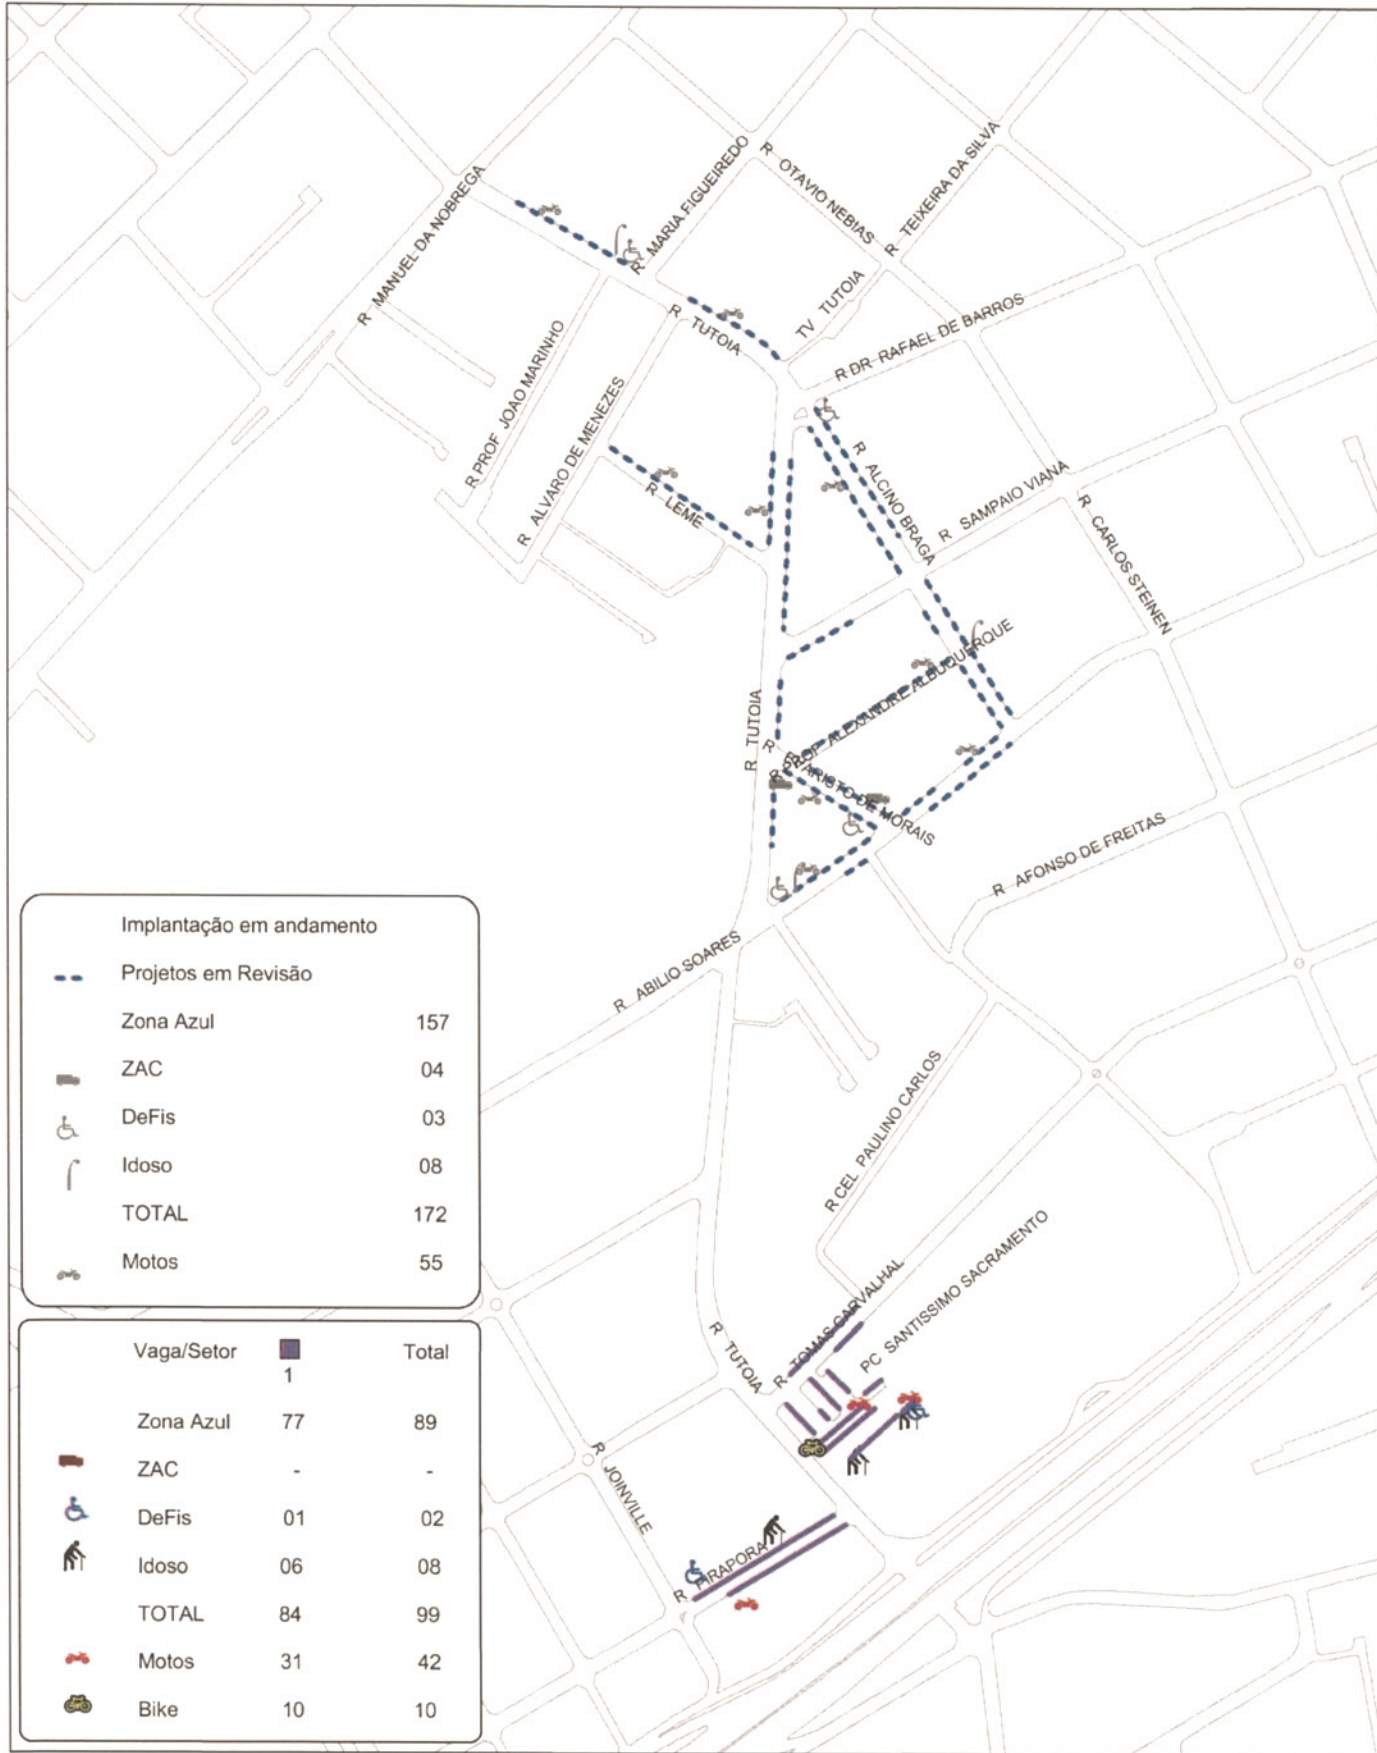 R MANUEL DA NOBREGA
R MARIA FIGUEIREDO
R OTAVIO NEBIAS
R TEIXEIRA DA SILVA
TV TUTOIA
R TUTOIA
R DR RAFAEL DE BARROS
R PROF JOAO MARINHO
R ALVARO DE MENEZES
R LEME
R ALCINO BRAGA
R SAMPAIO VIANA
R CARLOS STEINEN
R TUTOIA
R PROF ALEXANDRE ALBUQUERQUE
R EVARISTO DE MORAIS
R AFONSO DE FREITAS
R ABILIO SOARES
R CEL PAULINO CARLOS
R TUTOIA
R TOMAS CARVALHAL
PC SANTISSIMO SACRAMENTO
R JOINVILLE
R PIRAPORA
Implantação em andamento
Projetos em Revisão
Zona Azul 157
ZAC 04
DeFis 03
Idoso 08
TOTAL 172
Motos 55
Vaga/Setor Total
1
Zona Azul 77 89
ZAC - -
DeFis 01 02
Idoso 06 08
TOTAL 84 99
Motos 31 42
Bike 10 10